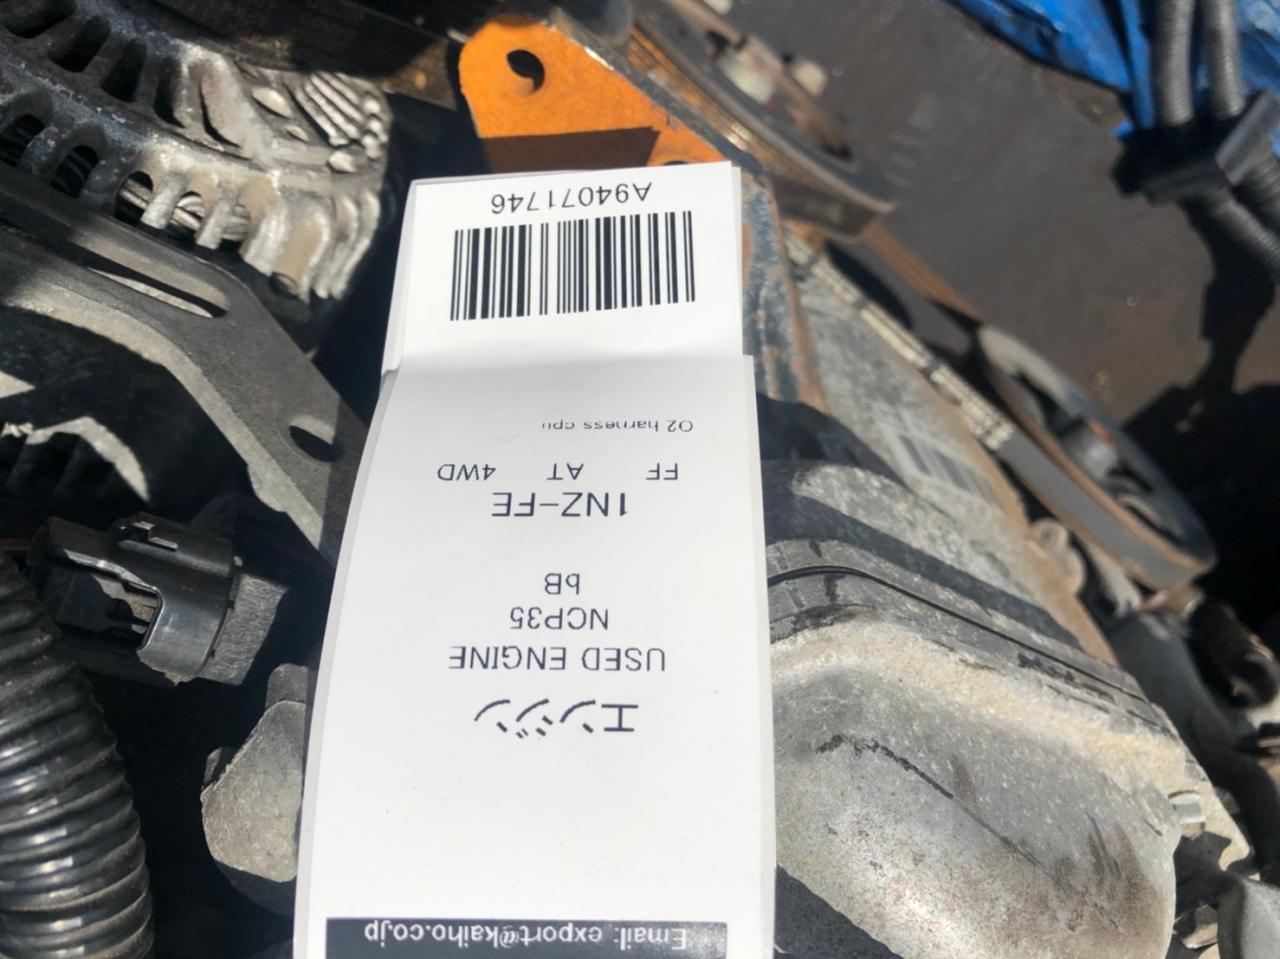 Email: export@kaiho.co.jp
エンジン
USED ENGINE
NCP35
bB
1NZ-FE
FF AT 4WD
O2 harness cpu
A94071746